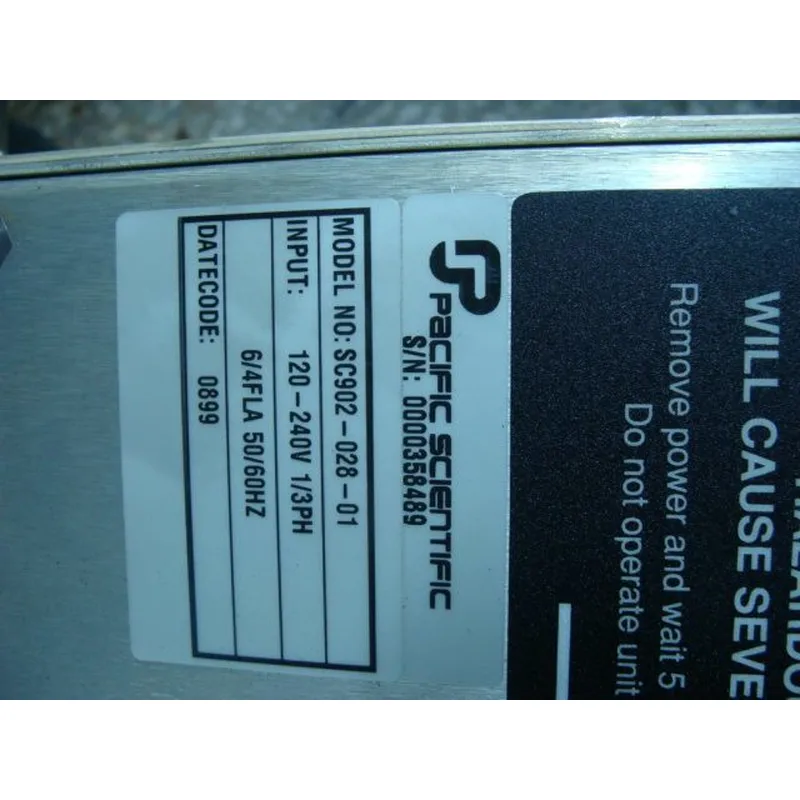 PACIFIC SCIENTIFIC
S/N: 0000358489
MODEL NO: SC902-028-01
INPUT: 120-240V 1/3PH
6/4FLA 50/60HZ
DATECODE: 0899
WILL CAUSE SEVE
Remove power and wait 5
Do not operate unit